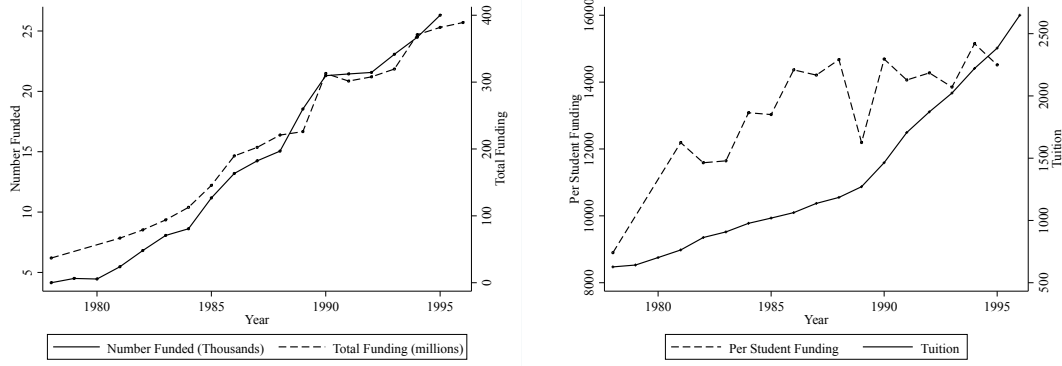 Number Funded
5
10
15
20
25
Total Funding
0
100
200
300
400
1980
1985
1990
1995
Year
Number Funded (Thousands)
Total Funding (millions)
Per Student Funding
8000
10000
12000
14000
16000
Tuition
500
1000
1500
2000
2500
1980
1985
1990
1995
Year
Per Student Funding
Tuition